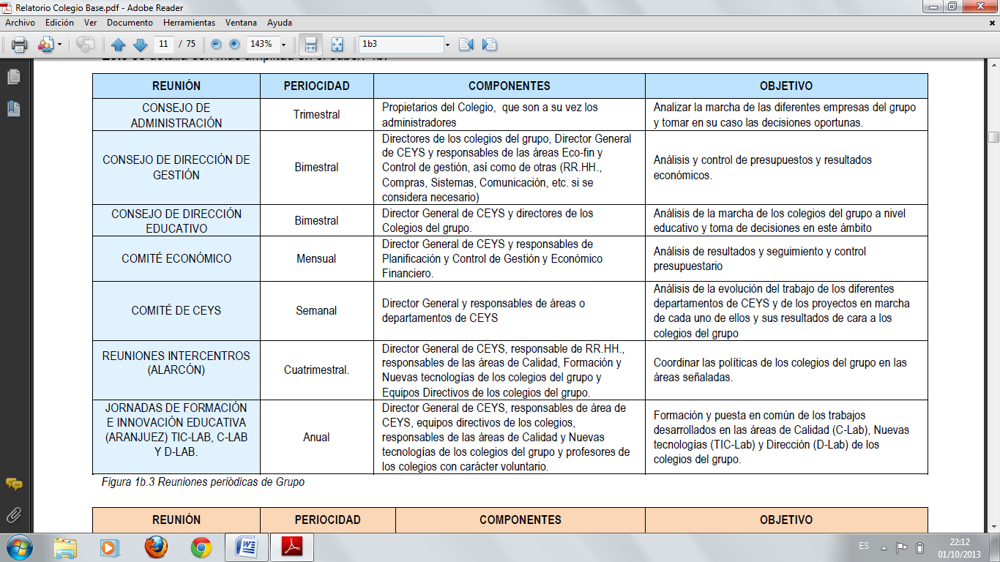 Relatorio Colegio Base.pdf - Adobe Reader
Archivo Edición Ver Documento Herramientas Ventana Ayuda
11 / 75 143% 1b3
REUNIÓN PERIOCIDAD COMPONENTES OBJETIVO
CONSEJO DE
ADMINISTRACIÓN
Trimestral
Propietarios del Colegio, que son a su vez los
administradores
Analizar la marcha de las diferentes empresas del grupo
y tomar en su caso las decisiones oportunas.
CONSEJO DE DIRECCIÓN DE
GESTIÓN
Bimestral
Directores de los colegios del grupo, Director General
de CEYS y responsables de las áreas Eco-fin y
Control de gestión, así como de otras (RR.HH.,
Compras, Sistemas, Comunicación, etc. si se
considera necesario)
Análisis y control de presupuestos y resultados
económicos.
CONSEJO DE DIRECCIÓN
EDUCATIVO
Bimestral
Director General de CEYS y directores de los
Colegios del grupo.
Análisis de la marcha de los colegios del grupo a nivel
educativo y toma de decisiones en este ámbito
COMITÉ ECONÓMICO
Mensual
Director General de CEYS y responsables de
Planificación y Control de Gestión y Económico
Financiero.
Análisis de resultados y seguimiento y control
presupuestario
COMITÉ DE CEYS
Semanal
Director General y responsables de áreas o
departamentos de CEYS
Análisis de la evolución del trabajo de los diferentes
departamentos de CEYS y de los proyectos en marcha
de cada uno de ellos y sus resultados de cara a los
colegios del grupo
REUNIONES INTERCENTROS
(ALARCÓN)
Cuatrimestral.
Director General de CEYS, responsable de RR.HH.,
responsables de las áreas de Calidad, Formación y
Nuevas tecnologías de los colegios del grupo y
Equipos Directivos de los colegios del grupo.
Coordinar las políticas de los colegios del grupo en las
áreas señaladas.
JORNADAS DE FORMACIÓN
E INNOVACIÓN EDUCATIVA
(ARANJUEZ) TIC-LAB, C-LAB
Y D-LAB.
Anual
Director General de CEYS, responsables de área de
CEYS, equipos directivos de los colegios,
responsables de las áreas de Calidad y Nuevas
tecnologías de los colegios del grupo y profesores de
los colegios con carácter voluntario.
Formación y puesta en común de los trabajos
desarrollados en las áreas de Calidad (C-Lab), Nuevas
tecnologías (TIC-Lab) y Dirección (D-Lab) de los
colegios del grupo.
Figura 1b.3 Reuniones periódicas de Grupo
REUNIÓN PERIOCIDAD COMPONENTES OBJETIVO
ES
22:12
01/10/2013